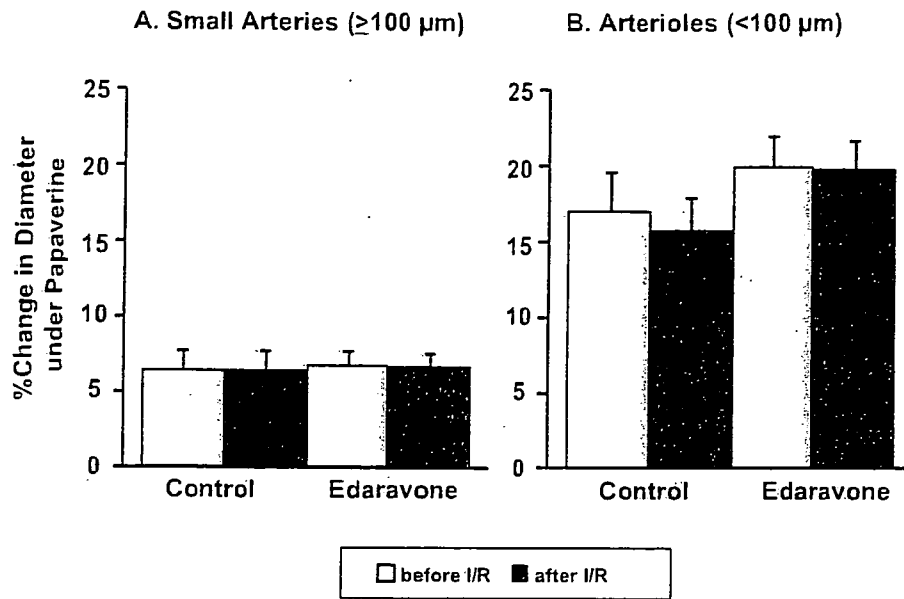 A. Small Arteries (≥100 µm)
B. Arterioles (<100 µm)
%Change in Diameter
under Papaverine
25
20
15
10
5
0
Control Edaravone
25
20
15
10
5
0
Control Edaravone
before I/R after I/R